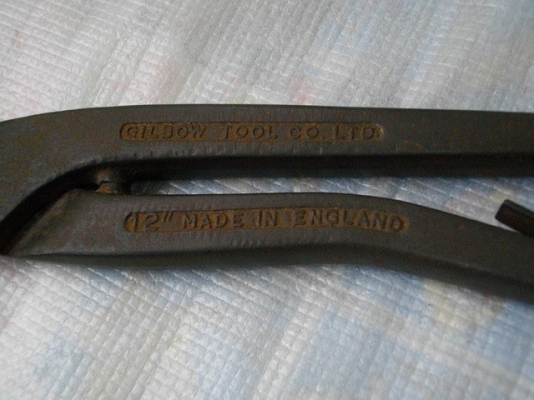 GILBOW TOOL CO. LTD
12" MADE IN ENGLAND